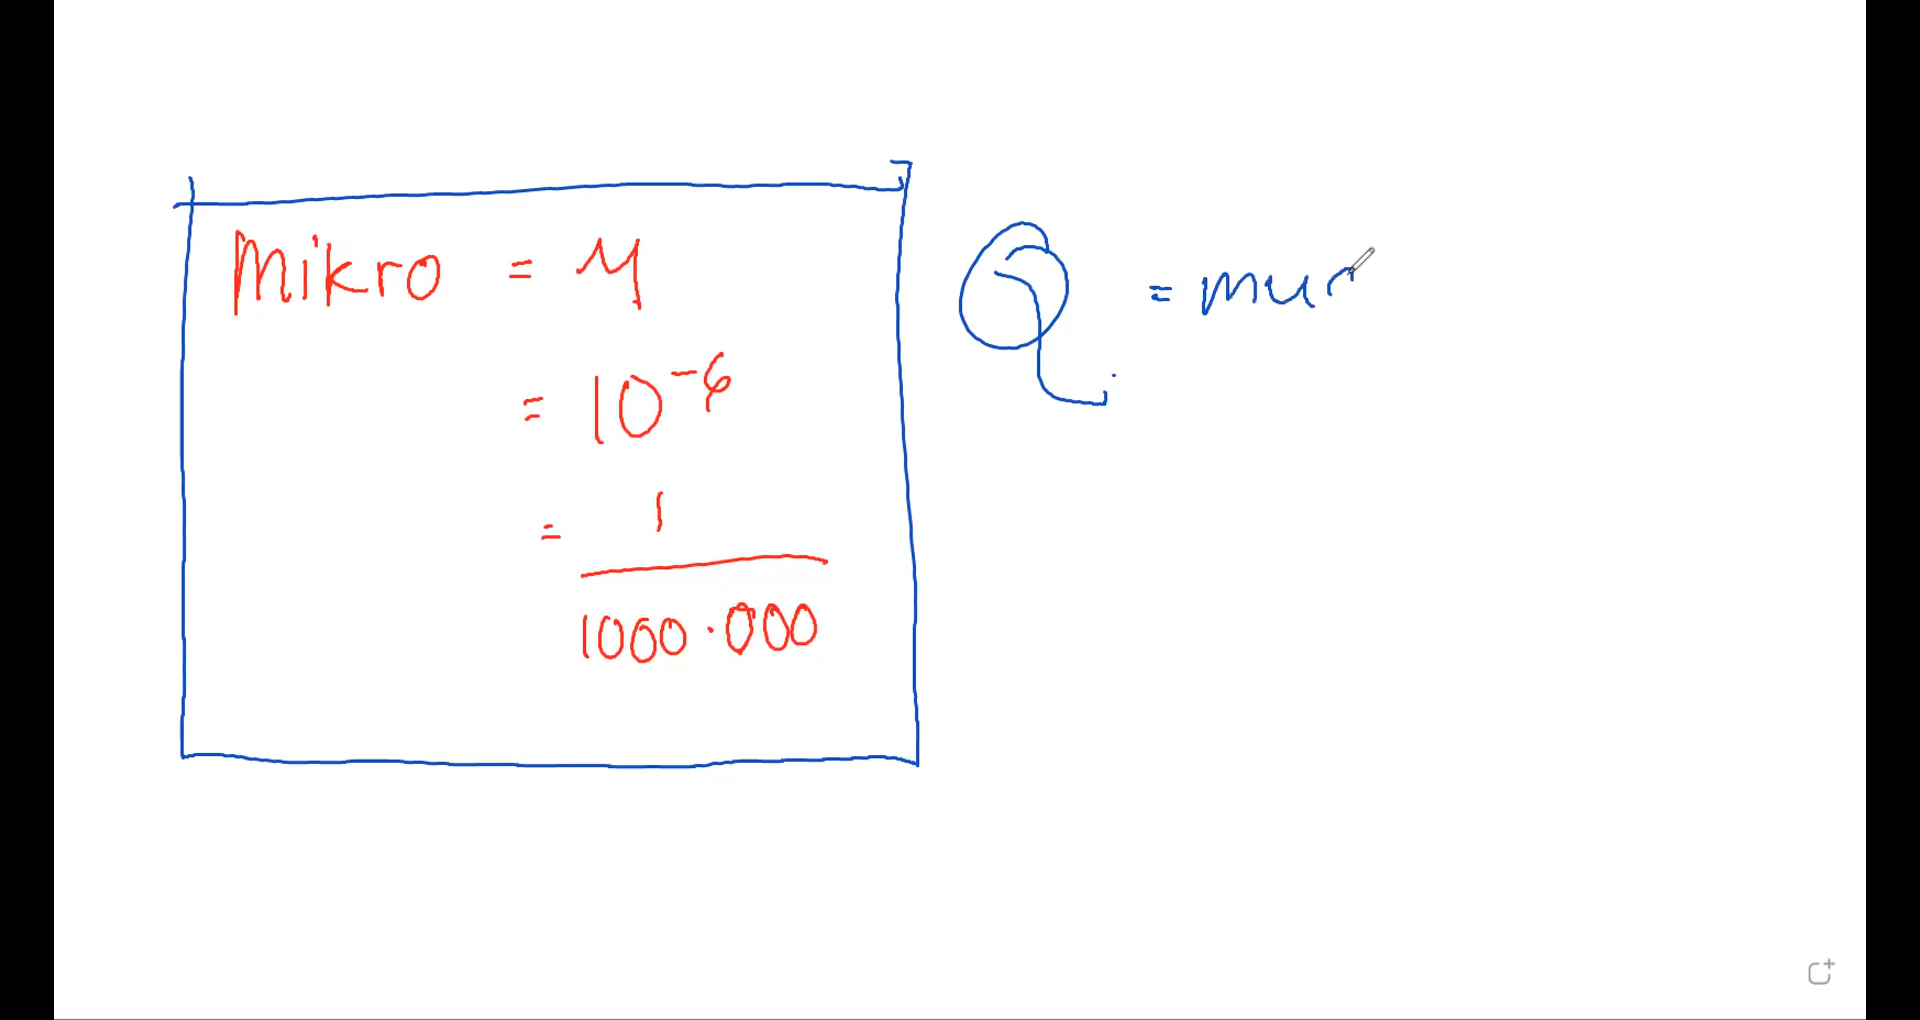 Mikro = μ
= 10⁻⁶
= 1
1000.000
Q = mu